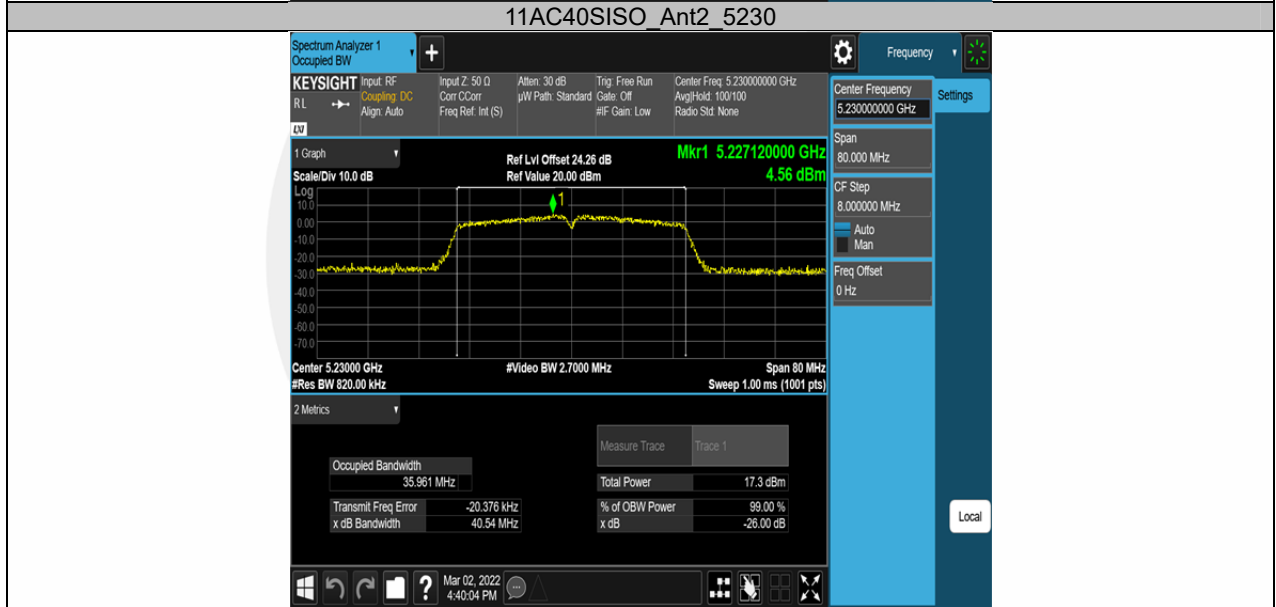 11AC40SISO_Ant2_5230
Spectrum Analyzer 1
Occupied BW
+
Frequency
KEYSIGHT
RL
LXI
Input: RF
Coupling: DC
Align: Auto
Input Z: 50 Ω
Corr CCorr
Freq Ref: Int (S)
Atten: 30 dB
µW Path: Standard
Trig: Free Run
Gate: Off
#IF Gain: Low
Center Freq: 5.230000000 GHz
Avg|Hold: 100/100
Radio Std: None
Center Frequency
5.230000000 GHz
Settings
Span
80.000 MHz
CF Step
8.000000 MHz
Auto
Man
Freq Offset
0 Hz
1 Graph
Scale/Div 10.0 dB
Ref Lvl Offset 24.26 dB
Ref Value 20.00 dBm
Mkr1 5.227120000 GHz
4.56 dBm
Log
10.0
0.00
-10.0
-20.0
-30.0
-40.0
-50.0
-60.0
-70.0
1
Center 5.23000 GHz
#Res BW 820.00 kHz
#Video BW 2.7000 MHz
Span 80 MHz
Sweep 1.00 ms (1001 pts)
2 Metrics
Measure Trace Trace 1
Occupied Bandwidth
35.961 MHz
Total Power 17.3 dBm
Transmit Freq Error -20.376 kHz
% of OBW Power 99.00 %
x dB Bandwidth 40.54 MHz
x dB -26.00 dB
Local
?
Mar 02, 2022
4:40:04 PM